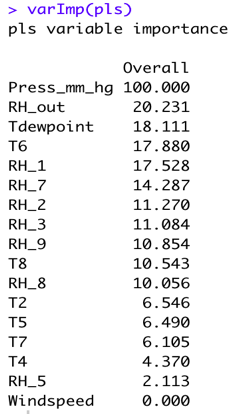 > varImp(pls)
pls variable importance
Overall
Press_mm_hg 100.000
RH_out 20.231
Tdewpoint 18.111
T6 17.880
RH_1 17.528
RH_7 14.287
RH_2 11.270
RH_3 11.084
RH_9 10.854
T8 10.543
RH_8 10.056
T2 6.546
T5 6.490
T7 6.105
T4 4.370
RH_5 2.113
Windspeed 0.000